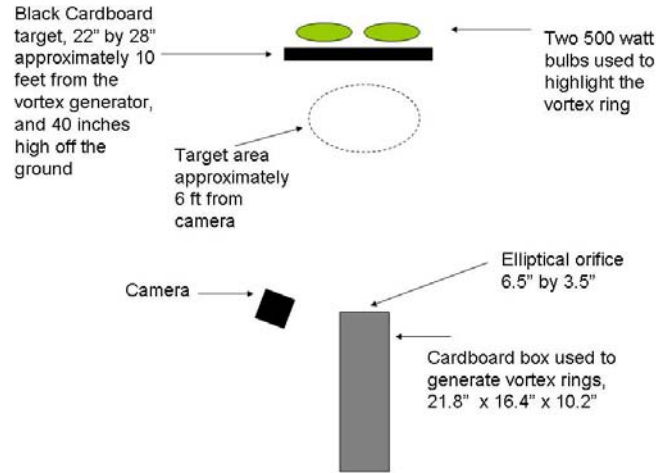 Black Cardboard
target, 22" by 28"
approximately 10
feet from the
vortex generator,
and 40 inches
high off the
ground
Two 500 watt
bulbs used to
highlight the
vortex ring
Target area
approximately
6 ft from
camera
Camera
Elliptical orifice
6.5" by 3.5"
Cardboard box used to
generate vortex rings,
21.8" x 16.4" x 10.2"